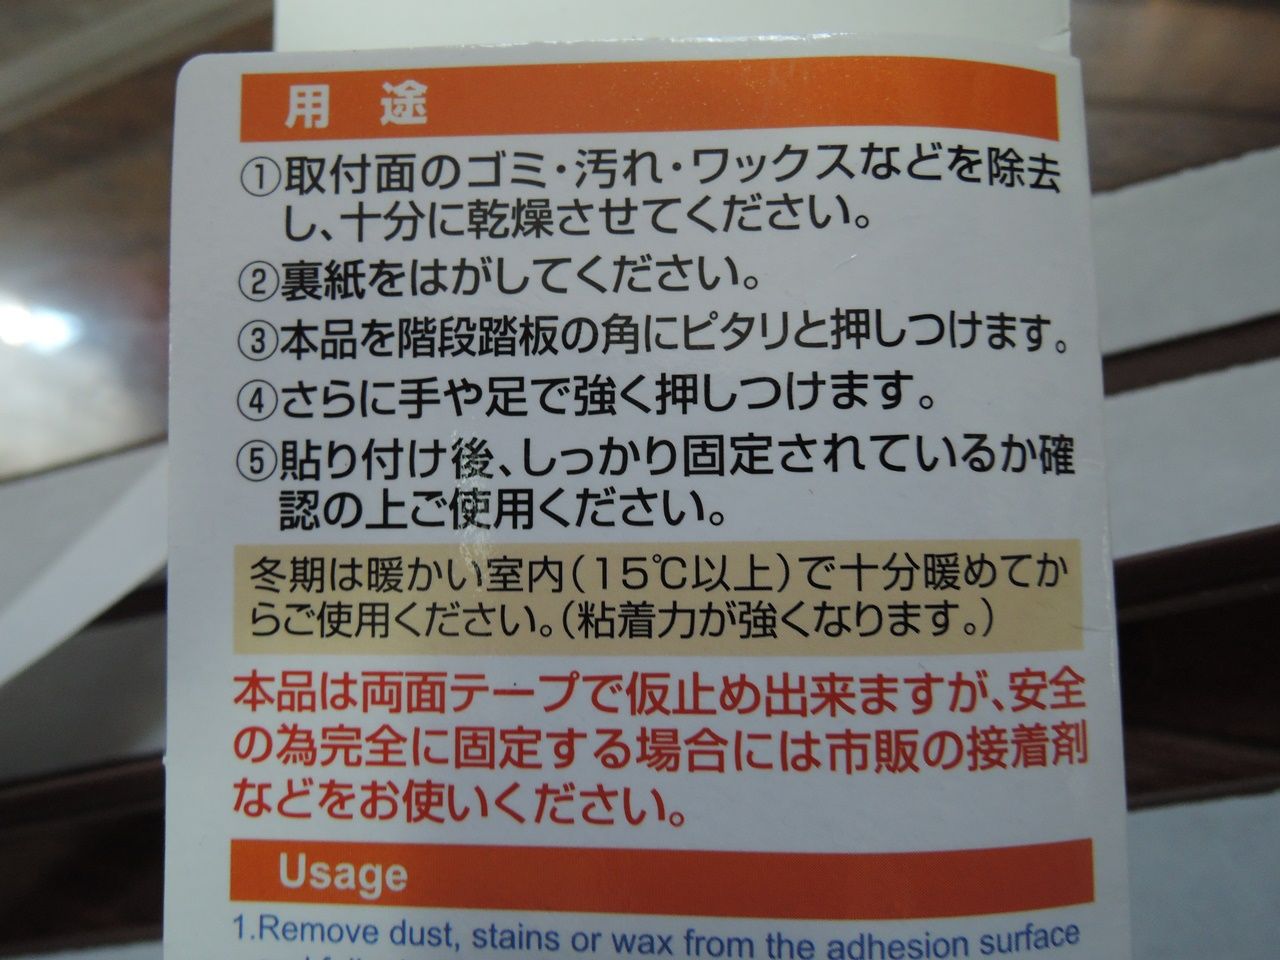 用 途
①取付面のゴミ・汚れ・ワックスなどを除去
し、十分に乾燥させてください。
②裏紙をはがしてください。
③本品を階段踏板の角にピタリと押しつけます。
④さらに手や足で強く押しつけます。
⑤貼り付け後、しっかり固定されているか確
認の上ご使用ください。
冬期は暖かい室内(15℃以上)で十分暖めてか
らご使用ください。(粘着力が強くなります。)
本品は両面テープで仮止め出来ますが、安全
の為完全に固定する場合には市販の接着剤
などをお使いください。
Usage
1.Remove dust, stains or wax from the adhesion surface